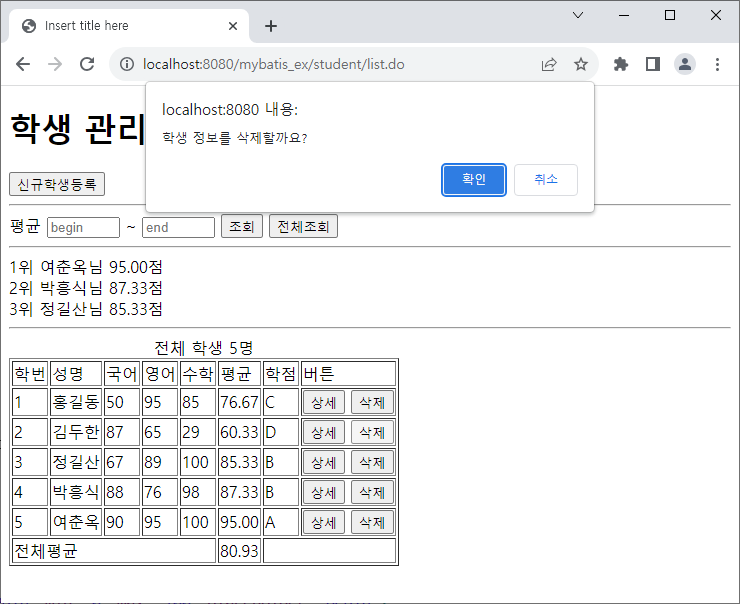 Insert title here
localhost:8080/mybatis_ex/student/list.do
localhost:8080 내용:
학생 정보를 삭제할까요?
확인 취소
학생 관리
신규학생등록
평균 begin ~ end 조회 전체조회
1위 여춘옥님 95.00점
2위 박흥식님 87.33점
3위 정길산님 85.33점
전체 학생 5명
학번 성명 국어 영어 수학 평균 학점 버튼
1 홍길동 50 95 85 76.67 C 상세 삭제
2 김두한 87 65 29 60.33 D 상세 삭제
3 정길산 67 89 100 85.33 B 상세 삭제
4 박흥식 88 76 98 87.33 B 상세 삭제
5 여춘옥 90 95 100 95.00 A 상세 삭제
전체평균 80.93